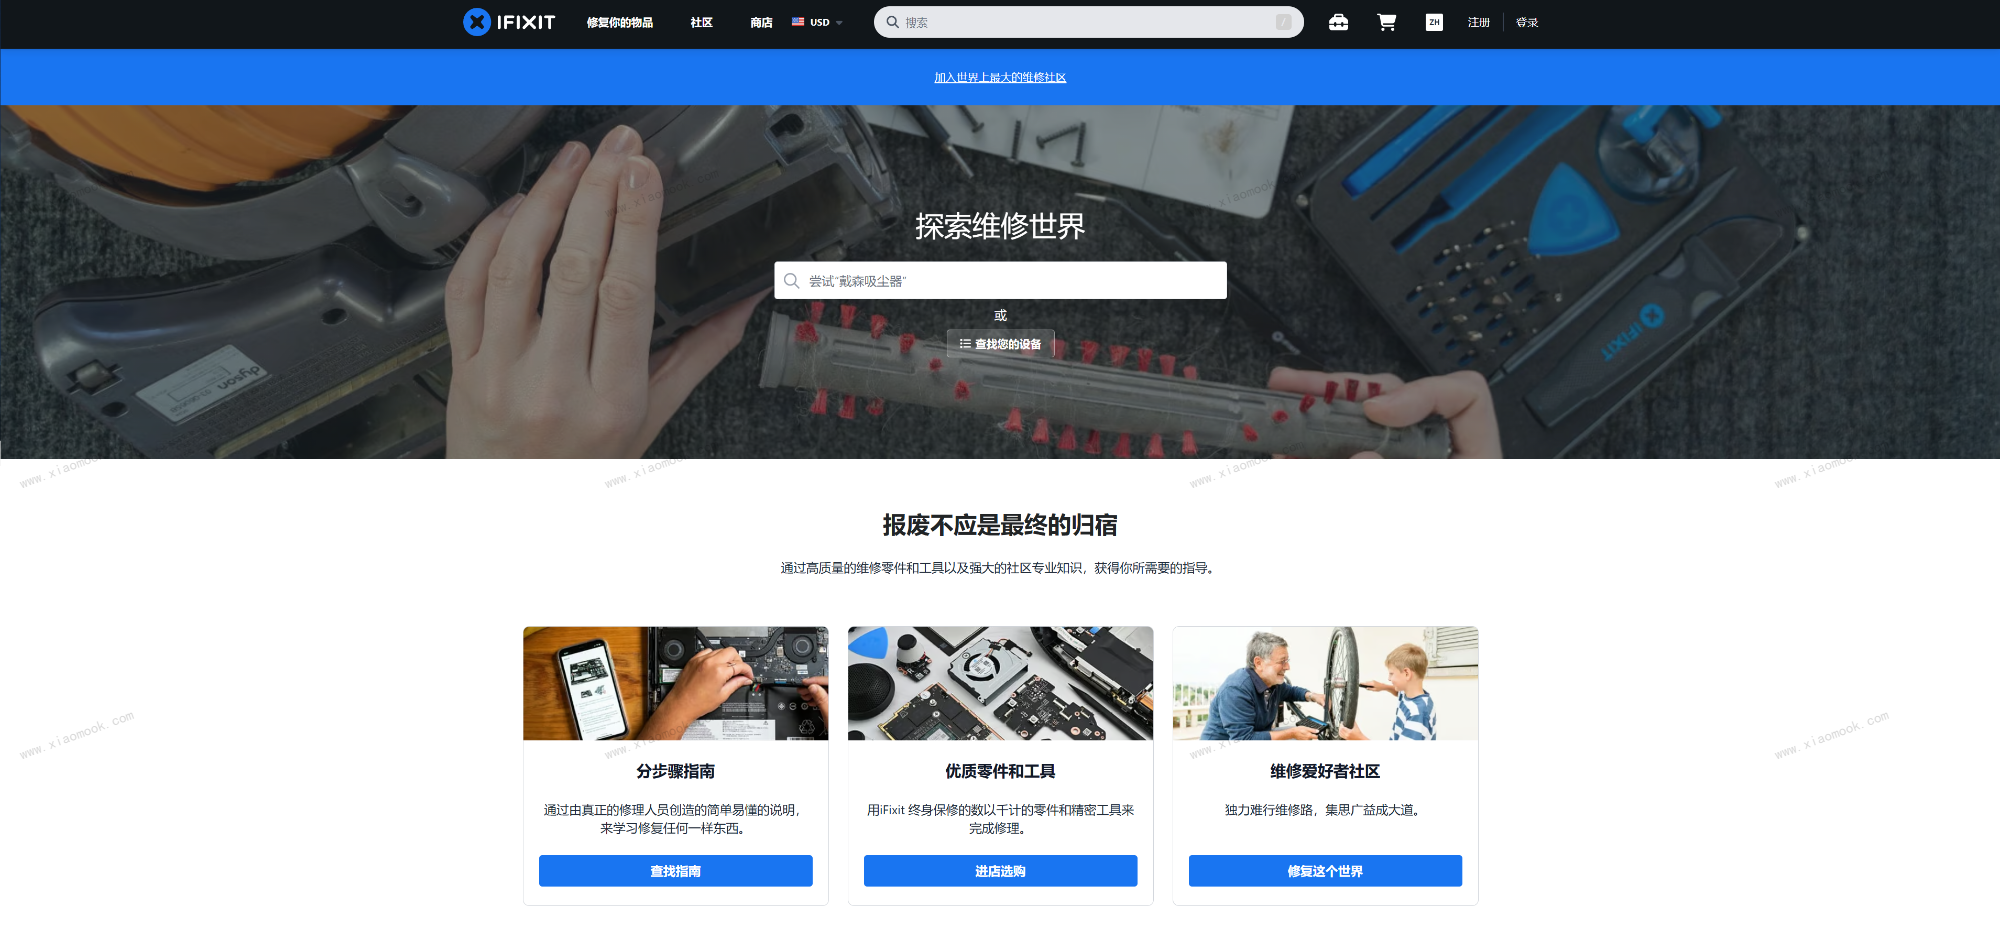 IFIXIT
修复你的物品
社区
商店
USD
搜索
/
ZH
注册
登录
加入世界上最大的维修社区
探索维修世界
尝试“戴森吸尘器”
或
查找您的设备
dyson
iFIXIT
www.xiaomook.com
报废不应是最终的归宿
通过高质量的维修零件和工具以及强大的社区专业知识，获得你所需要的指导。
分步骤指南
通过由真正的修理人员创造的简单易懂的说明，
来学习修复任何一样东西。
查找指南
优质零件和工具
用iFixit 终身保修的数以千计的零件和精密工具来
完成修理。
进店选购
维修爱好者社区
独力难行维修路，集思广益成大道。
修复这个世界
www.xiaomook.com
www.xiaomook.com